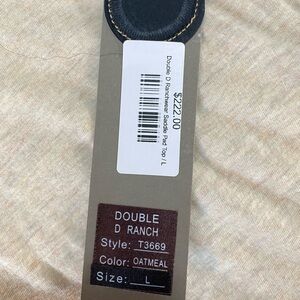 $222.00
Double D Ranchwear Saddle Pad Top / L
DOUBLE
D RANCH
Style: T3669
Color: OATMEAL
Size: L